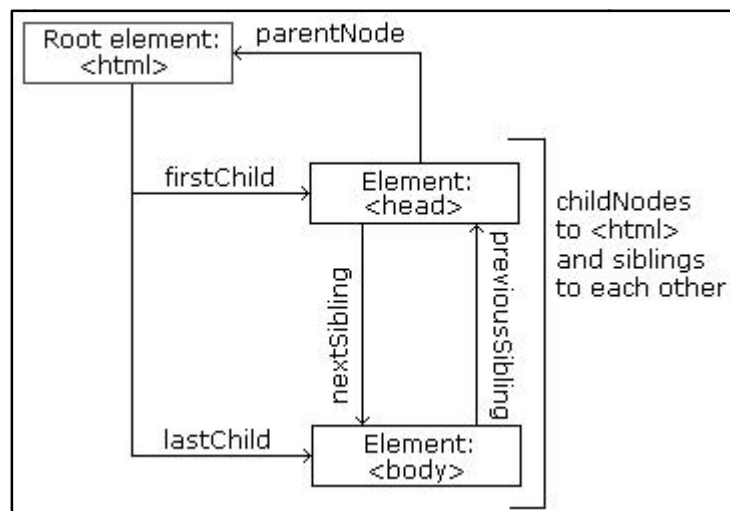 Root element:
<html>
parentNode
firstChild
Element:
<head>
childNodes
to <html>
and siblings
to each other
nextSibling
previousSibling
lastChild
Element:
<body>